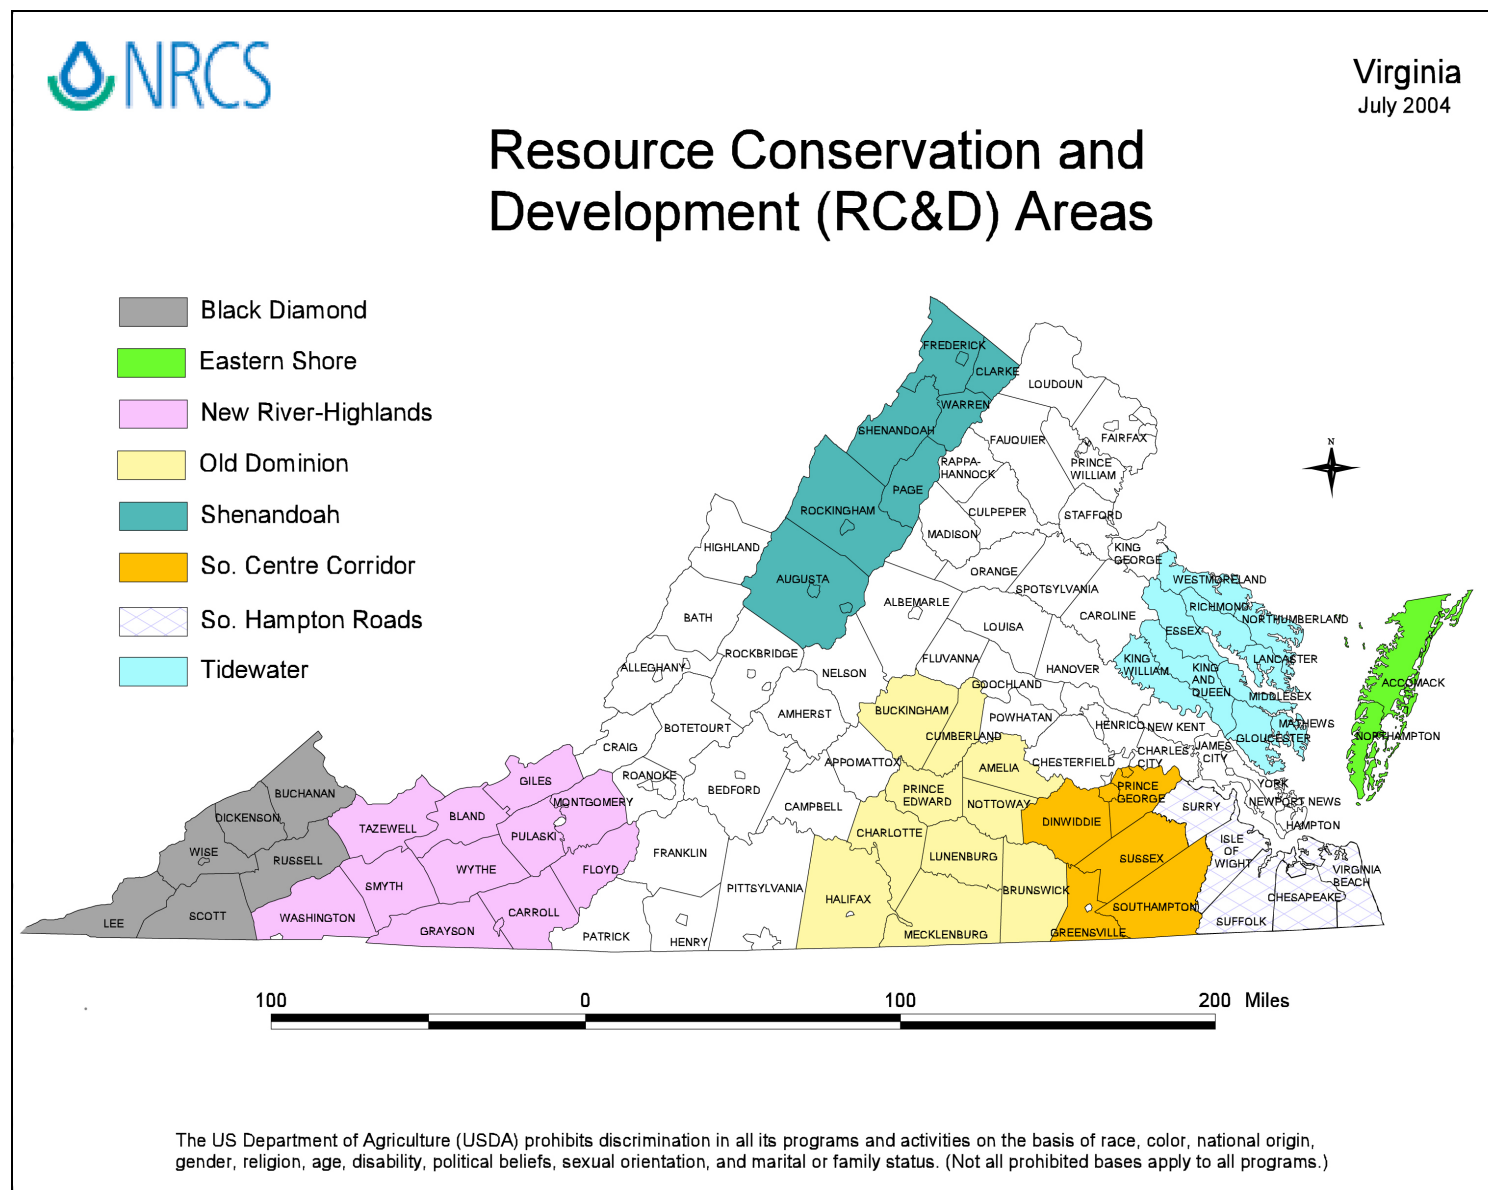 NRCS
Virginia
July 2004
Resource Conservation and
Development (RC&D) Areas
Black Diamond
Eastern Shore
New River-Highlands
Old Dominion
Shenandoah
So. Centre Corridor
So. Hampton Roads
Tidewater
N
FREDERICK
CLARKE
LOUDOUN
WARREN
SHENANDOAH
FAUQUIER
FAIRFAX
RAPPA-
HANNOCK
PRINCE
WILLIAM
PAGE
ROCKINGHAM
CULPEPER
STAFFORD
MADISON
HIGHLAND
KING
GEORGE
ORANGE
AUGUSTA
WESTMORELAND
SPOTSYLVANIA
ALBEMARLE
RICHMOND
CAROLINE
NORTHUMBERLAND
BATH
LOUISA
ESSEX
ROCKBRIDGE
FLUVANNA
LANCASTER
ALLEGHANY
NELSON
HANOVER
KING
WILLIAM
KING
AND
QUEEN
GOOCHLAND
ACCOMACK
MIDDLESEX
BUCKINGHAM
AMHERST
POWHATAN
BOTETOURT
HENRICO
NEW KENT
MATHEWS
CUMBERLAND
GLOUCESTER
NORTHAMPTON
CRAIG
JAMES
CITY
CHARLES
CITY
APPOMATTOX
CHESTERFIELD
AMELIA
ROANOKE
GILES
BEDFORD
PRINCE
EDWARD
PRINCE
GEORGE
YORK
BUCHANAN
MONTGOMERY
CAMPBELL
NOTTOWAY
SURRY
NEWPORT NEWS
DICKENSON
BLAND
TAZEWELL
PULASKI
DINWIDDIE
HAMPTON
CHARLOTTE
ISLE
OF
WIGHT
WISE
RUSSELL
FRANKLIN
LUNENBURG
SUSSEX
WYTHE
FLOYD
VIRGINIA
BEACH
SMYTH
PITTSYLVANIA
BRUNSWICK
HALIFAX
CHESAPEAKE
SOUTHAMPTON
CARROLL
SCOTT
WASHINGTON
LEE
SUFFOLK
GRAYSON
PATRICK
HENRY
MECKLENBURG
GREENSVILLE
100 0 100 200 Miles
The US Department of Agriculture (USDA) prohibits discrimination in all its programs and activities on the basis of race, color, national origin,
gender, religion, age, disability, political beliefs, sexual orientation, and marital or family status. (Not all prohibited bases apply to all programs.)